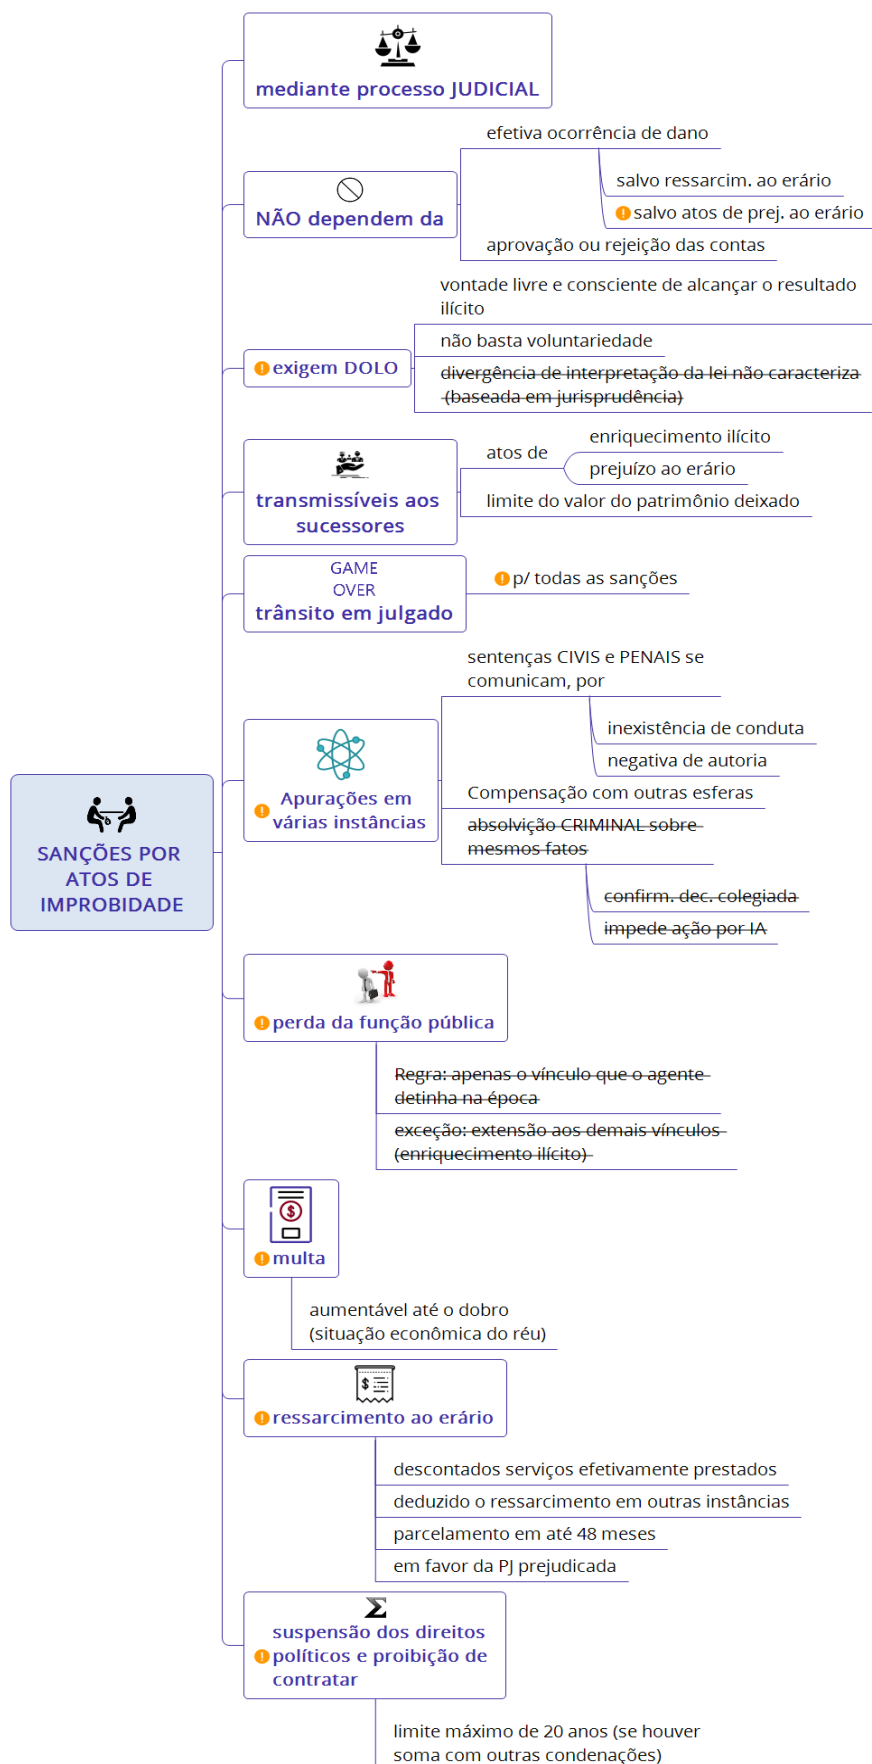 mediante processo JUDICIAL
efetiva ocorrência de dano
salvo ressarcim. ao erário
salvo atos de prej. ao erário
NÃO dependem da
aprovação ou rejeição das contas
vontade livre e consciente de alcançar o resultado
ilícito
não basta voluntariedade
exigem DOLO
divergência de interpretação da lei não caracteriza
(baseada em jurisprudência)
atos de
enriquecimento ilícito
prejuízo ao erário
transmissíveis aos
sucessores
limite do valor do patrimônio deixado
GAME
OVER
trânsito em julgado
p/ todas as sanções
sentenças CIVIS e PENAIS se
comunicam, por
inexistência de conduta
negativa de autoria
Apurações em
várias instâncias
Compensação com outras esferas
absolvição CRIMINAL sobre
mesmos fatos
confirm. dec. colegiada
impede ação por IA
SANÇÕES POR
ATOS DE
IMPROBIDADE
perda da função pública
Regra: apenas o vínculo que o agente
detinha na época
exceção: extensão aos demais vínculos
(enriquecimento ilícito)
$
multa
aumentável até o dobro
(situação econômica do réu)
$
ressarcimento ao erário
descontados serviços efetivamente prestados
deduzido o ressarcimento em outras instâncias
parcelamento em até 48 meses
em favor da PJ prejudicada
Σ
suspensão dos direitos
políticos e proibição de
contratar
limite máximo de 20 anos (se houver
soma com outras condenações)